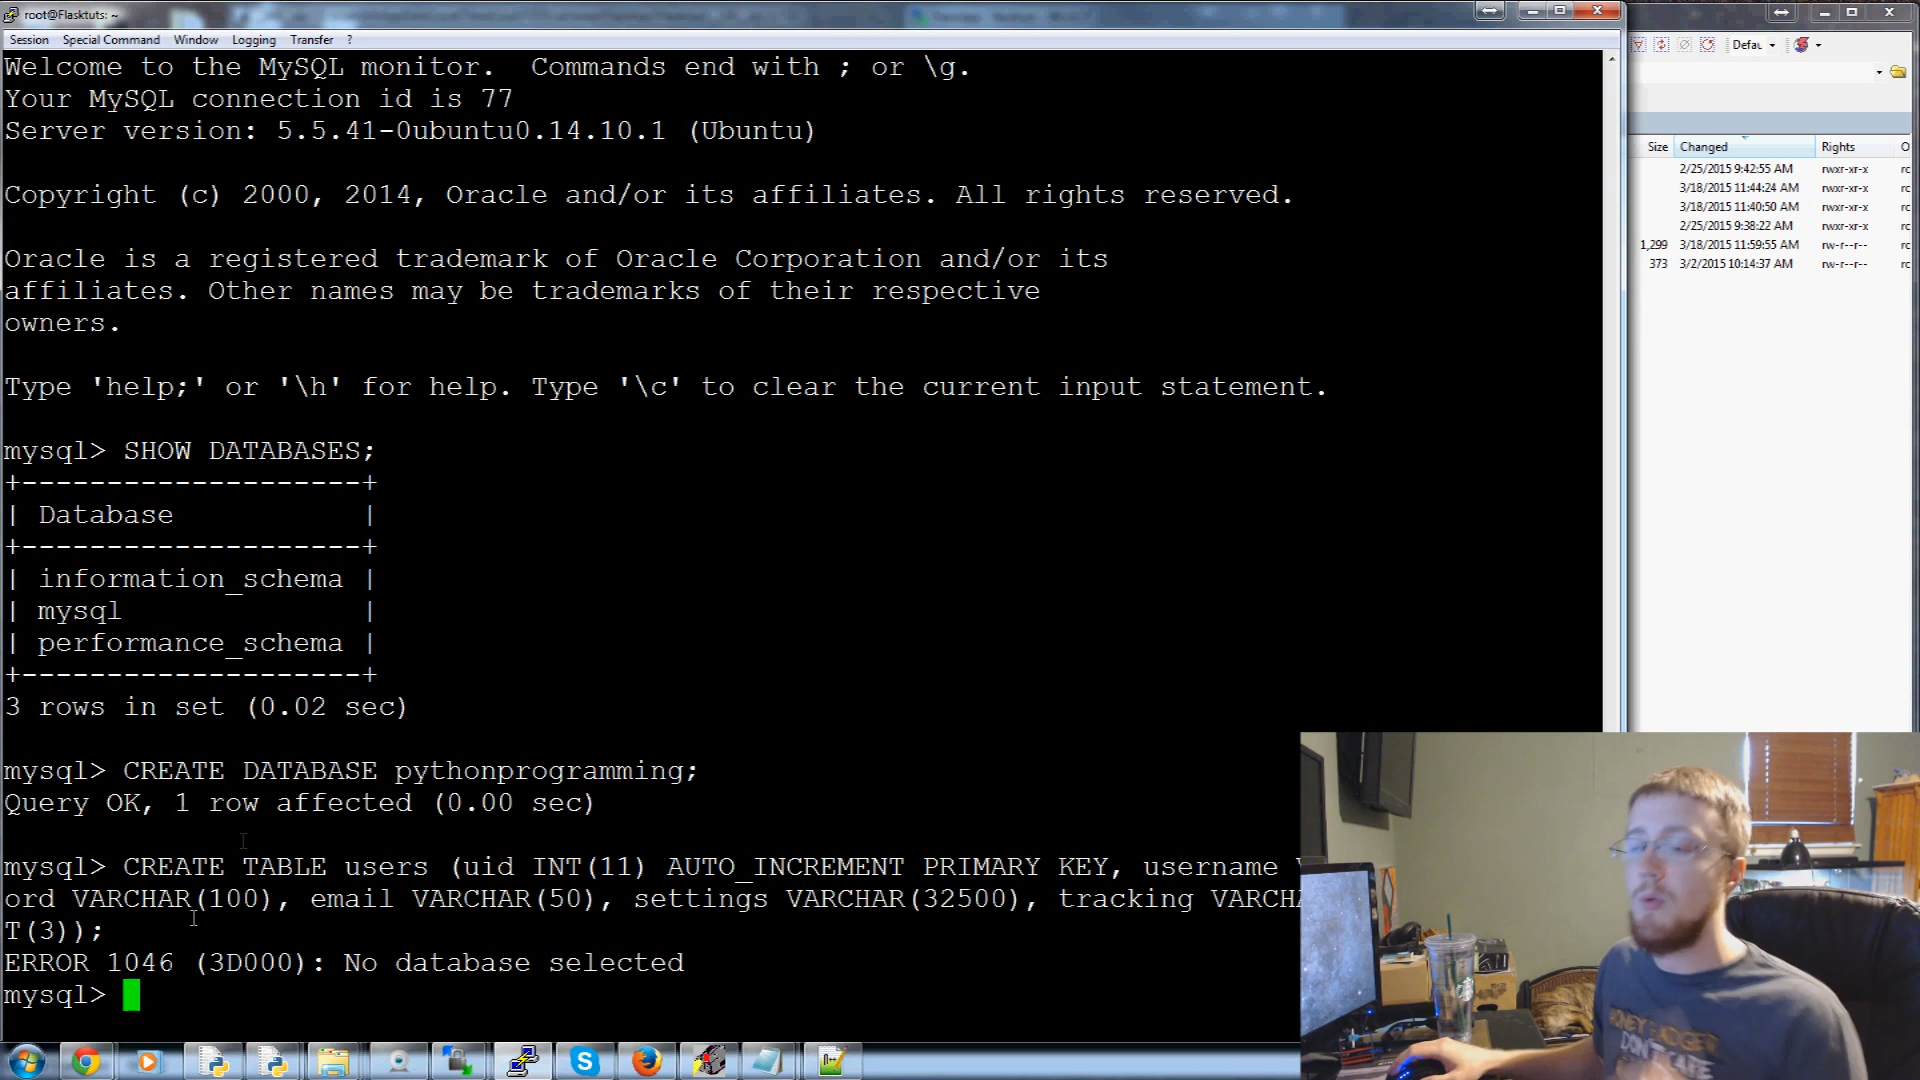 root@Flasktuts: ~
Session Special Command Window Logging Transfer ?
Welcome to the MySQL monitor.  Commands end with ; or \g.
Your MySQL connection id is 77
Server version: 5.5.41-0ubuntu0.14.10.1 (Ubuntu)
Copyright (c) 2000, 2014, Oracle and/or its affiliates. All rights reserved.
Oracle is a registered trademark of Oracle Corporation and/or its
affiliates. Other names may be trademarks of their respective
owners.
Type 'help;' or '\h' for help. Type '\c' to clear the current input statement.
mysql> SHOW DATABASES;
+--------------------+
| Database           |
+--------------------+
| information_schema |
| mysql              |
| performance_schema |
+--------------------+
3 rows in set (0.02 sec)
mysql> CREATE DATABASE pythonprogramming;
Query OK, 1 row affected (0.00 sec)
mysql> CREATE TABLE users (uid INT(11) AUTO_INCREMENT PRIMARY KEY, username
ord VARCHAR(100), email VARCHAR(50), settings VARCHAR(32500), tracking VARCHA
T(3));
ERROR 1046 (3D000): No database selected
mysql>
Defau
Size Changed Rights O
2/25/2015 9:42:55 AM rwxr-xr-x rc
3/18/2015 11:44:24 AM rwxr-xr-x rc
3/18/2015 11:40:50 AM rwxr-xr-x rc
2/25/2015 9:38:22 AM rwxr-xr-x rc
1,299 3/18/2015 11:59:55 AM rw-r--r-- rc
373 3/2/2015 10:14:37 AM rw-r--r-- rc